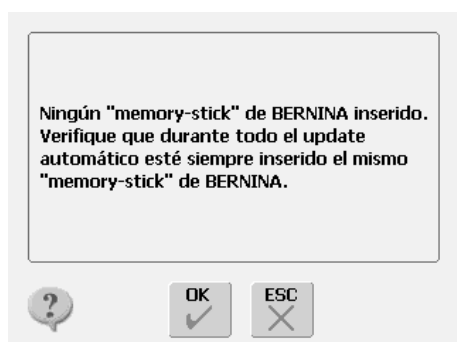 Ningún "memory-stick" de BERNINA inserido.
Verifique que durante todo el update
automático esté siempre inserido el mismo
"memory-stick" de BERNINA.
?
OK
ESC